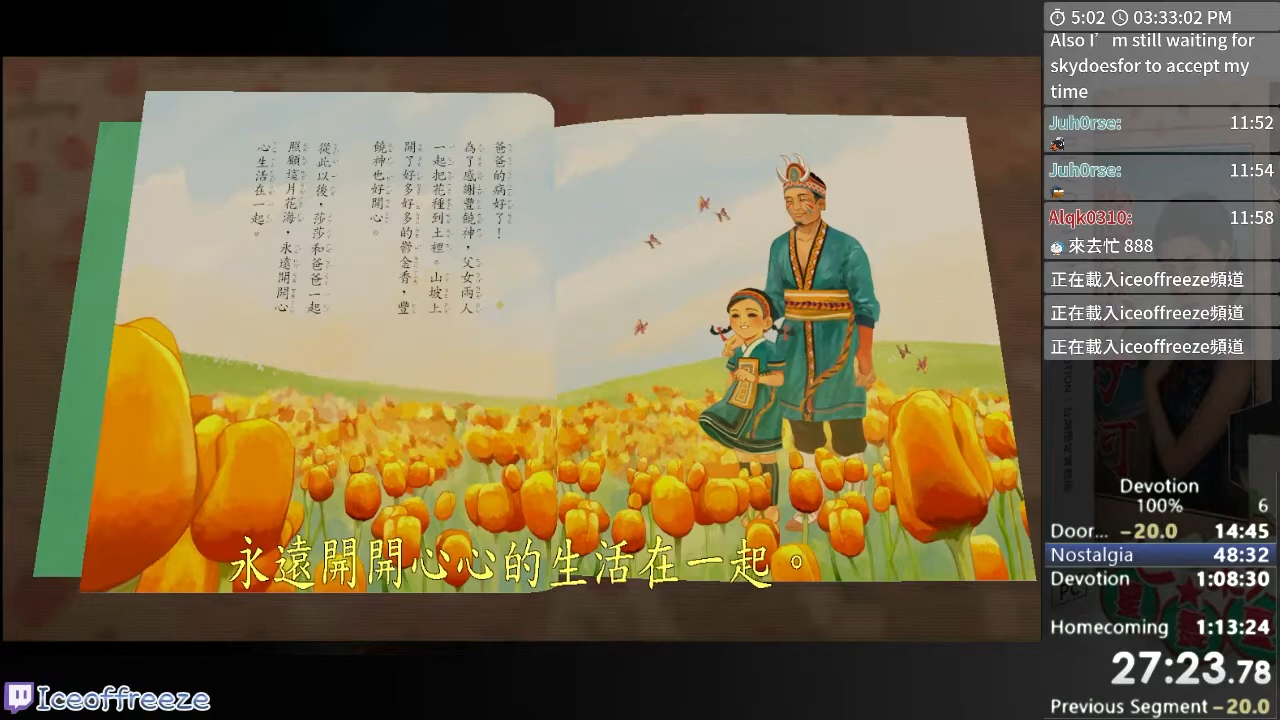 爸爸的病好了！
為了感謝豐饒神，父女兩人
一起把花種到土裡。山坡上
開了好多好多的鬱金香，豐
饒神也好開心。
從此以後，莎莎和爸爸一起
照顧這片花海，永遠開開心
心生活在一起。
永遠開開心心的生活在一起。
Iceoffreeze
5:02 03:33:02 PM
Also I’m still waiting for
skydoesfor to accept my
time
Juh0rse: 11:52
Juh0rse: 11:54
Alqk0310: 11:58
來去忙 888
正在載入iceoffreeze頻道
正在載入iceoffreeze頻道
正在載入iceoffreeze頻道
Devotion
100% 6
Door... −20.0 14:45
Nostalgia 48:32
Devotion 1:08:30
Homecoming 1:13:24
27:23.78
Previous Segment −20.0